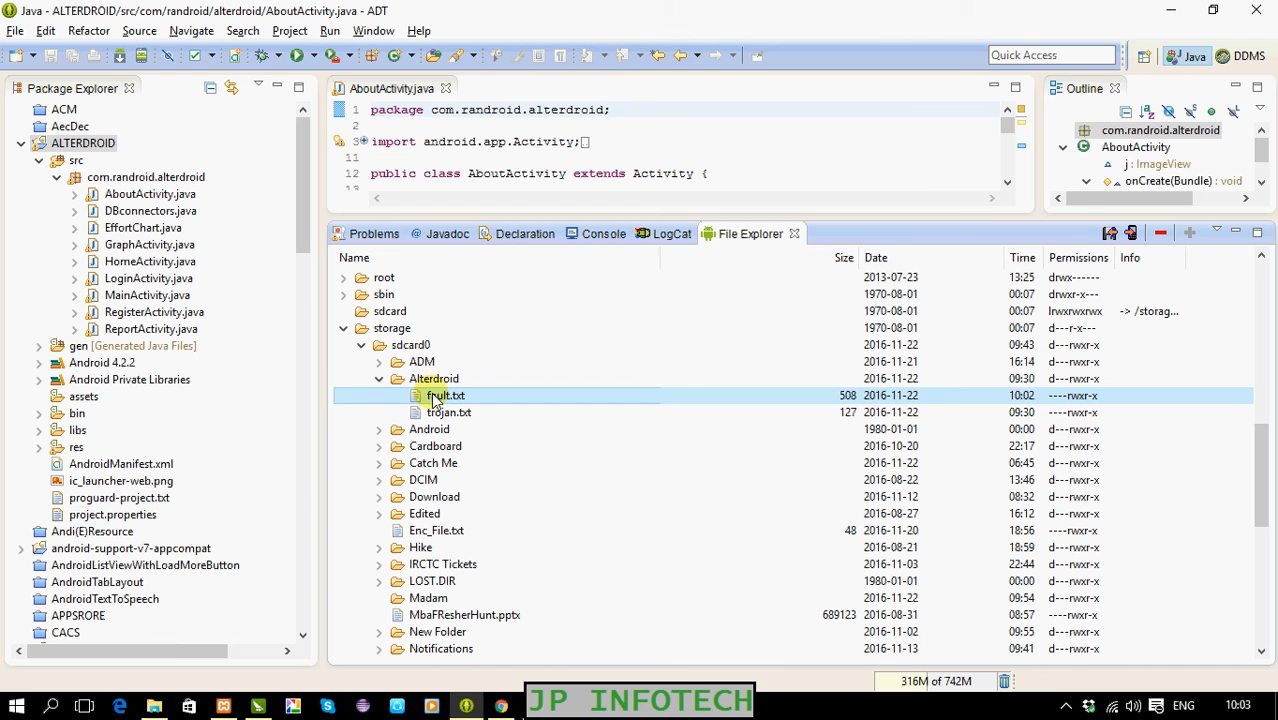 Java - ALTERDROID/src/com/randroid/alterdroid/AboutActivity.java - ADT
File Edit Refactor Source Navigate Search Project Run Window Help
Quick Access Java DDMS
Package Explorer
ACM
AecDec
ALTERDROID
src
com.randroid.alterdroid
AboutActivity.java
DBconnectors.java
EffortChart.java
GraphActivity.java
HomeActivity.java
LoginActivity.java
MainActivity.java
RegisterActivity.java
ReportActivity.java
gen [Generated Java Files]
Android 4.2.2
Android Private Libraries
assets
bin
libs
res
AndroidManifest.xml
ic_launcher-web.png
proguard-project.txt
project.properties
Andi(E)Resource
android-support-v7-appcompat
AndroidListViewWithLoadMoreButton
AndroidTabLayout
AndroidTextToSpeech
APPSRORE
CACS
AboutActivity.java
1 package com.randroid.alterdroid;
2
3 import android.app.Activity;
11
12 public class AboutActivity extends Activity {
Outline
com.randroid.alterdroid
AboutActivity
j : ImageView
onCreate(Bundle) : void
Problems @ Javadoc Declaration Console LogCat File Explorer
Name Size Date Time Permissions Info
root 2013-07-23 13:25 drwx------
sbin 1970-08-01 00:07 drwxr-x---
sdcard 1970-08-01 00:07 lrwxrwxrwx -> /storag...
storage 1970-08-01 00:07 d---r-x---
sdcard0 2016-11-22 09:43 d---rwxr-x
ADM 2016-11-21 16:14 d---rwxr-x
Alterdroid 2016-11-22 09:30 d---rwxr-x
fault.txt 508 2016-11-22 10:02 ----rwxr-x
trojan.txt 127 2016-11-22 09:30 ----rwxr-x
Android 1980-01-01 00:00 d---rwxr-x
Cardboard 2016-10-20 22:17 d---rwxr-x
Catch Me 2016-11-22 06:45 d---rwxr-x
DCIM 2016-08-22 13:46 d---rwxr-x
Download 2016-11-12 08:32 d---rwxr-x
Edited 2016-08-27 16:12 d---rwxr-x
Enc_File.txt 48 2016-11-20 18:56 ----rwxr-x
Hike 2016-08-21 18:59 d---rwxr-x
IRCTC Tickets 2016-11-03 22:44 d---rwxr-x
LOST.DIR 1980-01-01 00:00 d---rwxr-x
Madam 2016-11-22 09:54 d---rwxr-x
MbaFResherHunt.pptx 689123 2016-08-31 08:57 ----rwxr-x
New Folder 2016-11-02 09:55 d---rwxr-x
Notifications 2016-11-13 09:41 d---rwxr-x
316M of 742M
JP INFOTECH
ENG 10:03